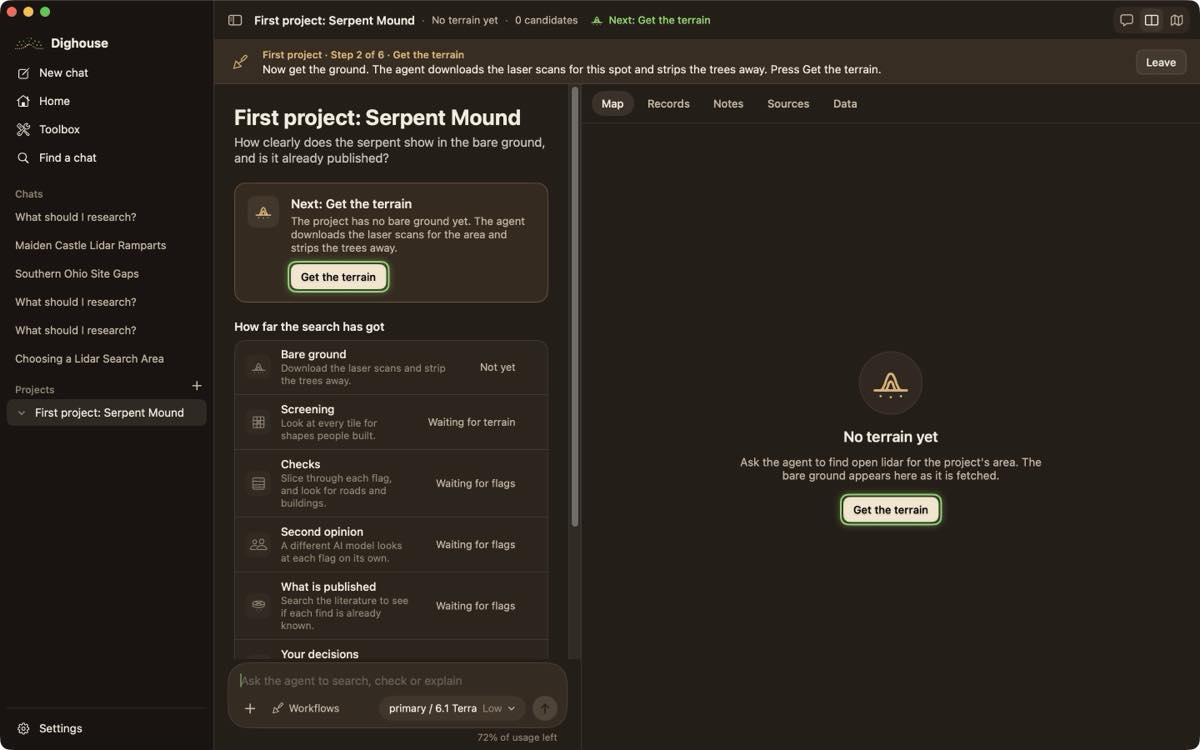 Dighouse
New chat
Home
Toolbox
Find a chat
Chats
What should I research?
Maiden Castle Lidar Ramparts
Southern Ohio Site Gaps
What should I research?
What should I research?
Choosing a Lidar Search Area
Projects
First project: Serpent Mound
Settings
First project: Serpent Mound · No terrain yet · 0 candidates Next: Get the terrain
First project · Step 2 of 6 · Get the terrain
Now get the ground. The agent downloads the laser scans for this spot and strips the trees away. Press Get the terrain.
Leave
First project: Serpent Mound
How clearly does the serpent show in the bare ground,
and is it already published?
Next: Get the terrain
The project has no bare ground yet. The agent
downloads the laser scans for the area and
strips the trees away.
Get the terrain
How far the search has got
Bare ground
Download the laser scans and strip
the trees away.
Not yet
Screening
Look at every tile for
shapes people built.
Waiting for terrain
Checks
Slice through each flag,
and look for roads and
buildings.
Waiting for flags
Second opinion
A different AI model looks
at each flag on its own.
Waiting for flags
What is published
Search the literature to see
if each find is already
known.
Waiting for flags
Your decisions
Ask the agent to search, check or explain
Workflows
primary / 6.1 Terra Low
72% of usage left
Map Records Notes Sources Data
No terrain yet
Ask the agent to find open lidar for the project's area. The
bare ground appears here as it is fetched.
Get the terrain